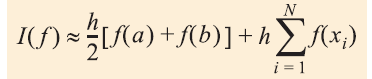 I(f) ≈ h/2 [f(a) + f(b)] + h ∑_{i = 1}^{N} f(x_i)